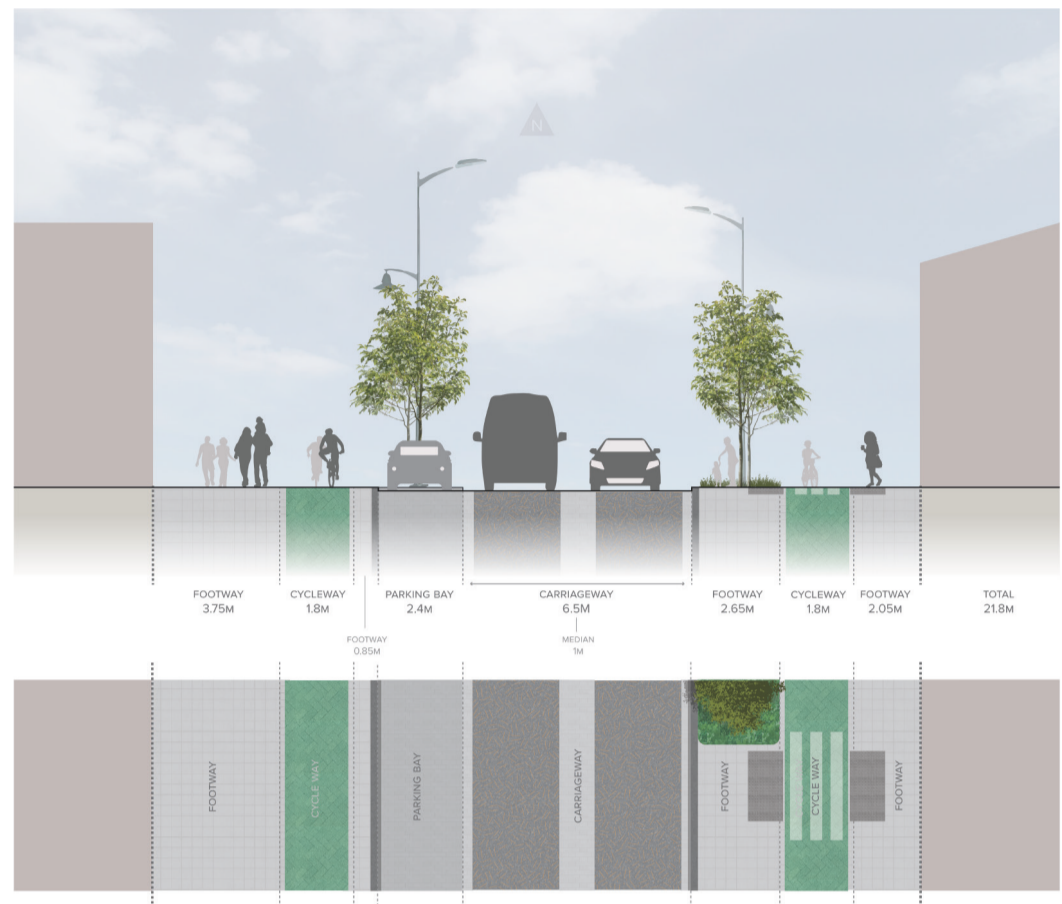 N
FOOTWAY
3.75M
CYCLEWAY
1.8M
PARKING BAY
2.4M
CARRIAGEWAY
6.5M
FOOTWAY
2.65M
CYCLEWAY
1.8M
FOOTWAY
2.05M
TOTAL
21.8M
FOOTWAY
0.85M
MEDIAN
1M
FOOTWAY
CYCLE WAY
PARKING BAY
CARRIAGEWAY
FOOTWAY
CYCLE WAY
FOOTWAY